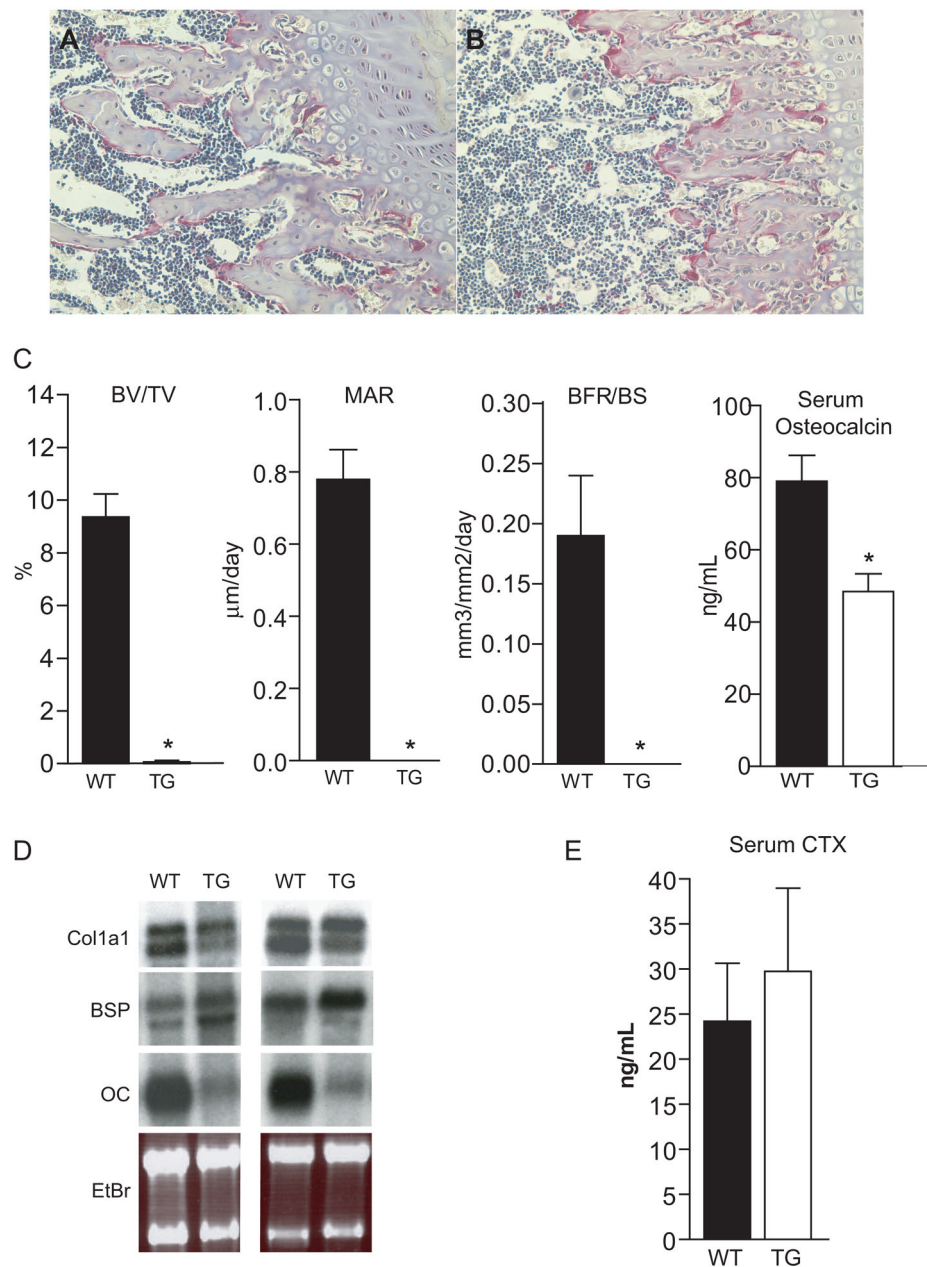 A
B
C
BV/TV
14
12
10
8
6
4
2
0
%
*
WT
TG
MAR
1.0
0.8
0.6
0.4
0.2
0.0
μm/day
*
WT
TG
BFR/BS
0.30
0.25
0.20
0.15
0.10
0.05
0.00
mm3/mm2/day
*
WT
TG
Serum
Osteocalcin
100
80
60
40
20
0
ng/mL
*
WT
TG
D
WT TG
WT TG
Col1a1
BSP
OC
EtBr
E
Serum CTX
40
35
30
25
25
20
15
10
5
0
ng/mL
WT
TG